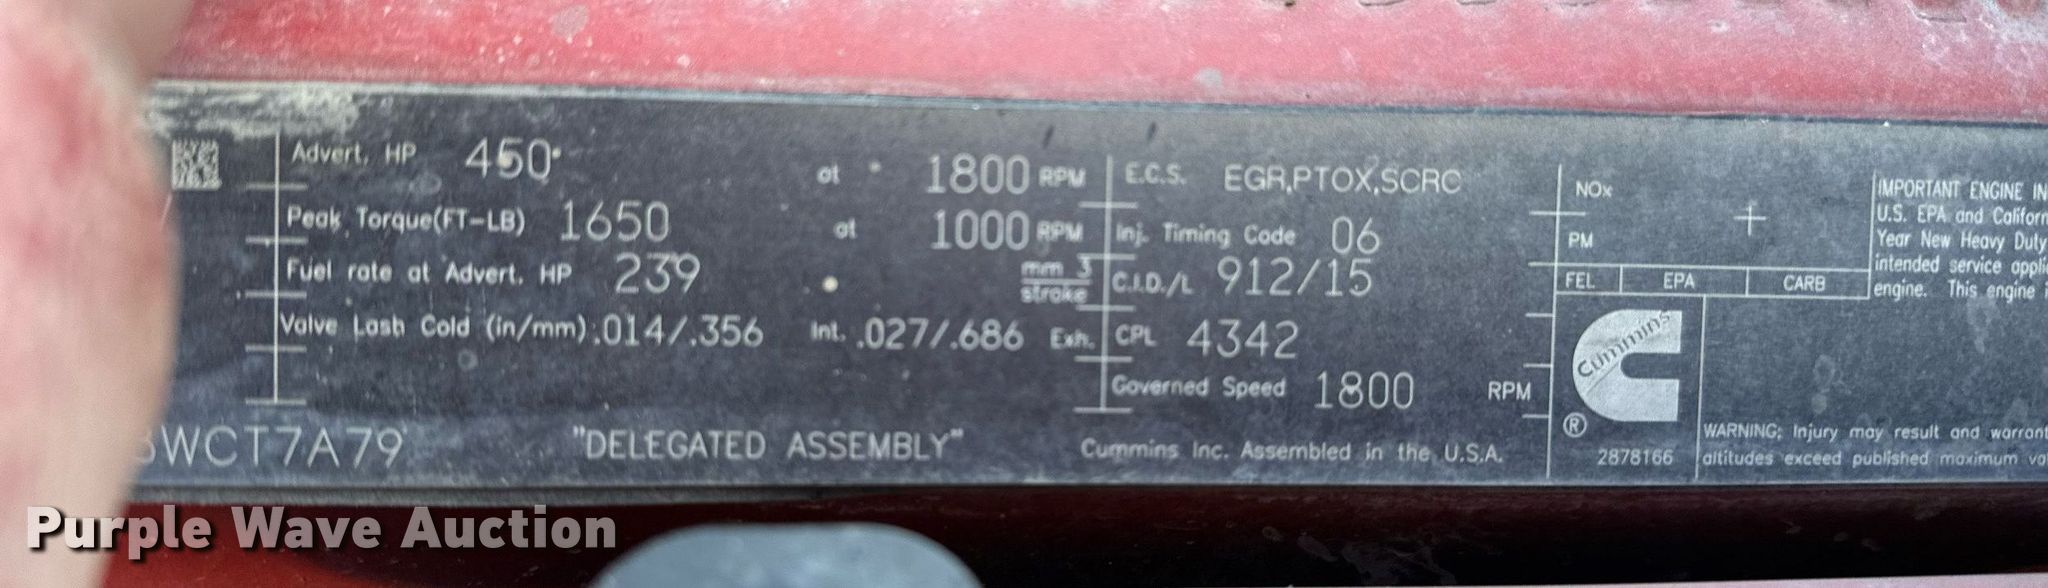 Advert. HP 450 at 1800 RPM
Peak Torque(FT-LB) 1650 at 1000 RPM
Fuel rate at Advert. HP 239 mm 3 stroke
Valve Lash Cold (in/mm) .014/.356 Int. .027/.686 Exh.
WCT7A79
"DELEGATED ASSEMBLY"
E.C.S. EGR,PTOX,SCRC
Inj. Timing Code 06
C.I.D./L 912/15
CPL 4342
Governed Speed 1800 RPM
Cummins Inc. Assembled in the U.S.A.
NOx
PM
FEL EPA CARB
Cummins
®
2878166
IMPORTANT ENGINE IN
U.S. EPA and Californ
Year New Heavy Duty
intended service appli
engine. This engine i
WARNING: Injury may result and warrant
altitudes exceed published maximum va
Purple Wave Auction